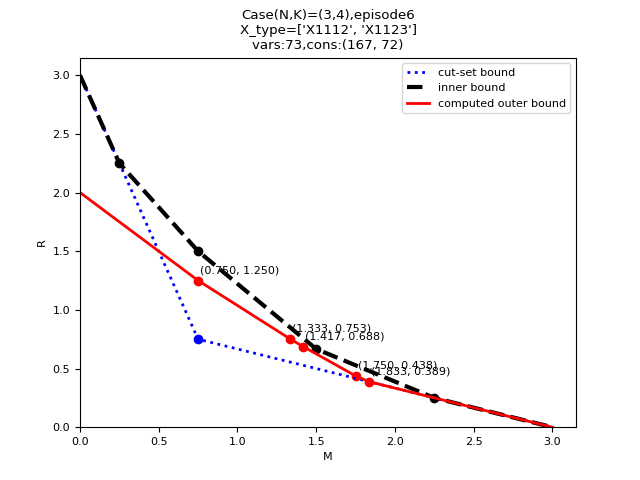 Case(N,K)=(3,4),episode6
X_type=['X1112', 'X1123']
vars:73,cons:(167, 72)
cut-set bound
inner bound
computed outer bound
3.0
2.5
2.0
1.5
1.0
0.5
0.0
R
(0.750, 1.250)
(1.333, 0.753)
(1.417, 0.688)
(1.750, 0.438)
(1.833, 0.389)
0.0 0.5 1.0 1.5 2.0 2.5 3.0
M